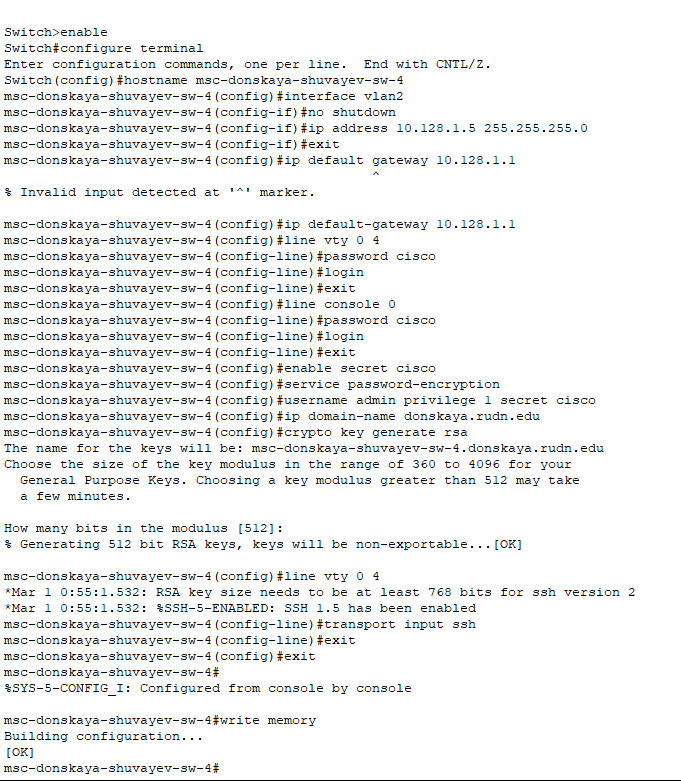 Switch>enable
Switch#configure terminal
Enter configuration commands, one per line.  End with CNTL/Z.
Switch(config)#hostname msc-donskaya-shuvayev-sw-4
msc-donskaya-shuvayev-sw-4(config)#interface vlan2
msc-donskaya-shuvayev-sw-4(config-if)#no shutdown
msc-donskaya-shuvayev-sw-4(config-if)#ip address 10.128.1.5 255.255.255.0
msc-donskaya-shuvayev-sw-4(config-if)#exit
msc-donskaya-shuvayev-sw-4(config)#ip default gateway 10.128.1.1
^
% Invalid input detected at '^' marker.
msc-donskaya-shuvayev-sw-4(config)#ip default-gateway 10.128.1.1
msc-donskaya-shuvayev-sw-4(config)#line vty 0 4
msc-donskaya-shuvayev-sw-4(config-line)#password cisco
msc-donskaya-shuvayev-sw-4(config-line)#login
msc-donskaya-shuvayev-sw-4(config-line)#exit
msc-donskaya-shuvayev-sw-4(config)#line console 0
msc-donskaya-shuvayev-sw-4(config-line)#password cisco
msc-donskaya-shuvayev-sw-4(config-line)#login
msc-donskaya-shuvayev-sw-4(config-line)#exit
msc-donskaya-shuvayev-sw-4(config)#enable secret cisco
msc-donskaya-shuvayev-sw-4(config)#service password-encryption
msc-donskaya-shuvayev-sw-4(config)#username admin privilege 1 secret cisco
msc-donskaya-shuvayev-sw-4(config)#ip domain-name donskaya.rudn.edu
msc-donskaya-shuvayev-sw-4(config)#crypto key generate rsa
The name for the keys will be: msc-donskaya-shuvayev-sw-4.donskaya.rudn.edu
Choose the size of the key modulus in the range of 360 to 4096 for your
General Purpose Keys. Choosing a key modulus greater than 512 may take
a few minutes.
How many bits in the modulus [512]:
% Generating 512 bit RSA keys, keys will be non-exportable...[OK]
msc-donskaya-shuvayev-sw-4(config)#line vty 0 4
*Mar 1 0:55:1.532: RSA key size needs to be at least 768 bits for ssh version 2
*Mar 1 0:55:1.532: %SSH-5-ENABLED: SSH 1.5 has been enabled
msc-donskaya-shuvayev-sw-4(config-line)#transport input ssh
msc-donskaya-shuvayev-sw-4(config-line)#exit
msc-donskaya-shuvayev-sw-4(config)#exit
msc-donskaya-shuvayev-sw-4#
%SYS-5-CONFIG_I: Configured from console by console
msc-donskaya-shuvayev-sw-4#write memory
Building configuration...
[OK]
msc-donskaya-shuvayev-sw-4#